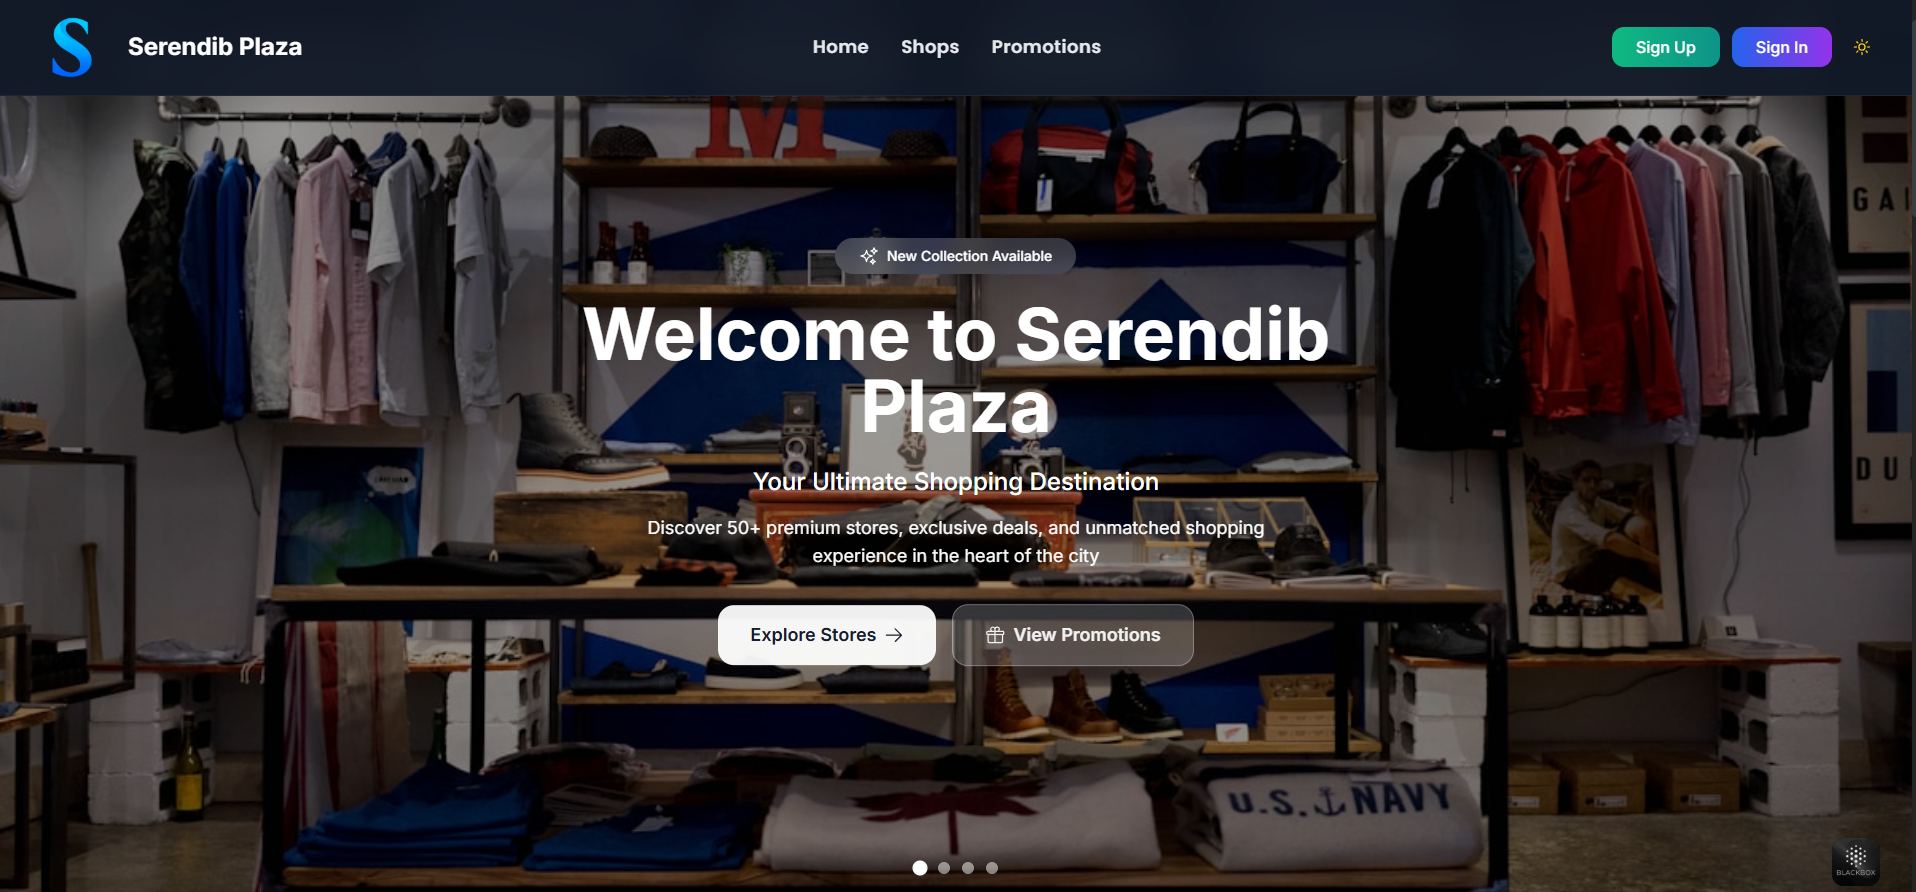 S
Serendib Plaza
Home
Shops
Promotions
Sign Up
Sign In
M
GA
New Collection Available
Welcome to Serendib
Plaza
Your Ultimate Shopping Destination
DU
Discover 50+ premium stores, exclusive deals, and unmatched shopping
experience in the heart of the city
Explore Stores
View Promotions
U.S. NAVY
BLACKBOX